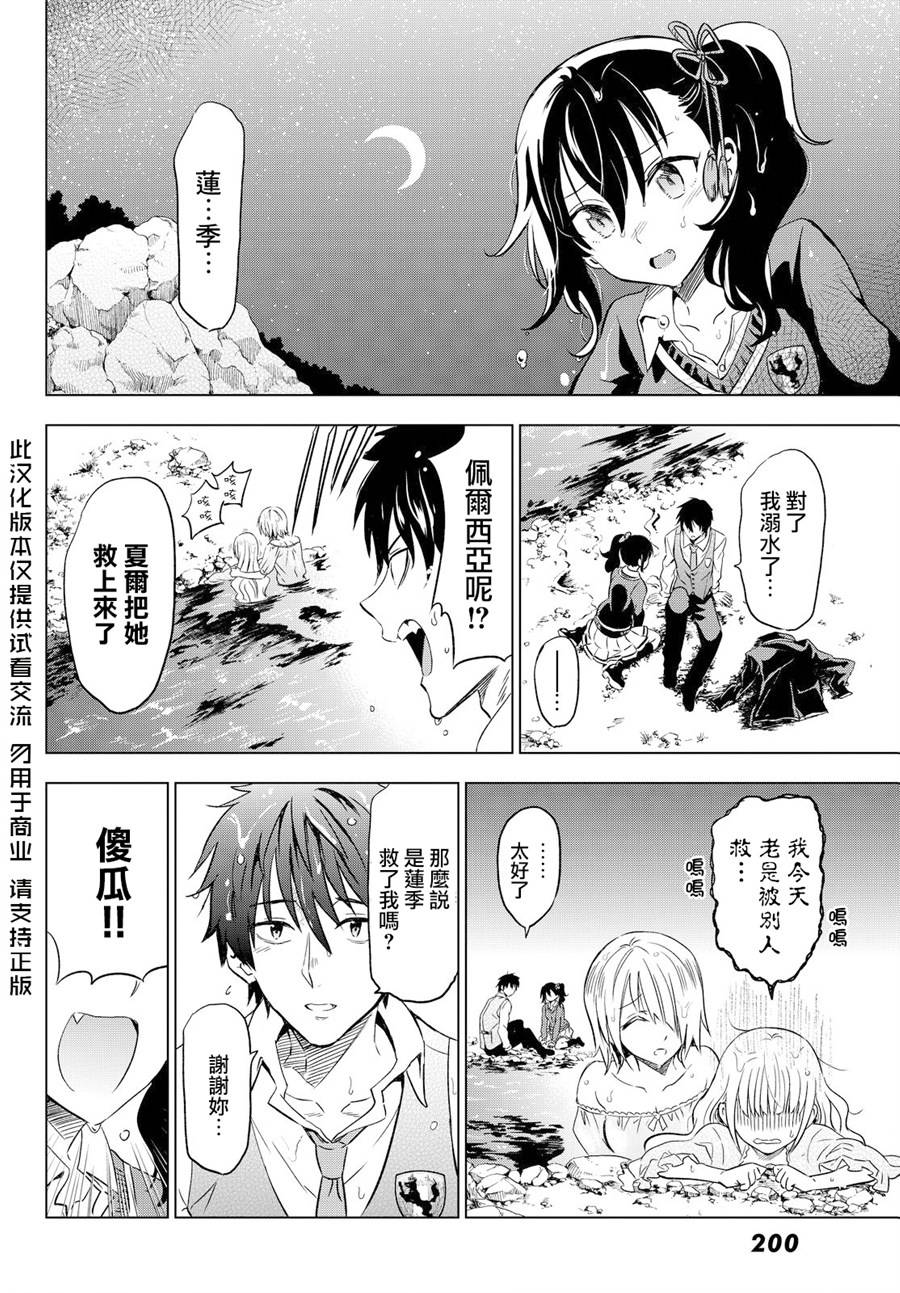 蓮…季…
對了
我溺水了…
────
佩爾西亞呢!?
咳咳
咳咳
夏爾把她
救上來了
我今天
老是被別人
救…
嗚嗚
嗚嗚
……
太好了
那麼說
是蓮季
救了我嗎?
謝謝妳…
傻瓜!!
此汉化版本仅提供试看交流 勿用于商业 请支持正版
200